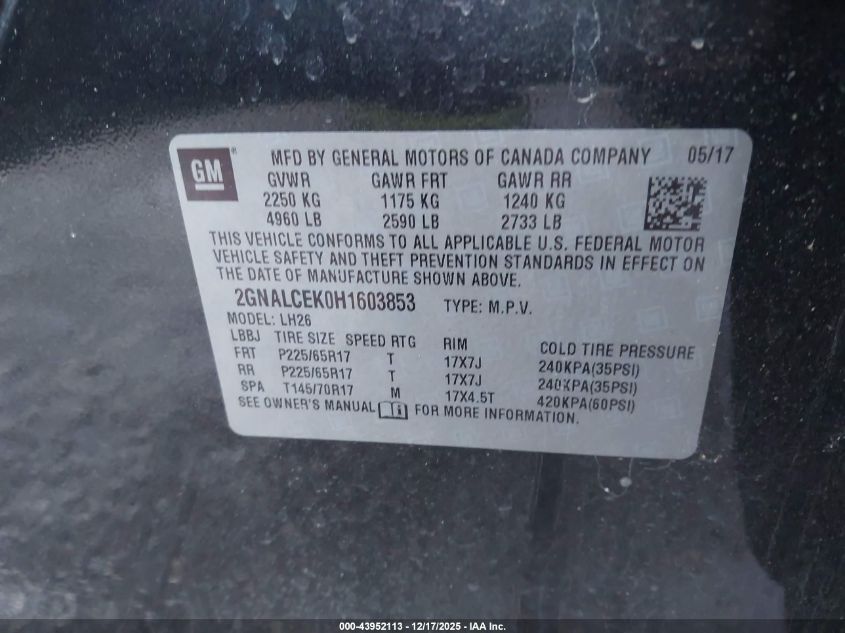 GM ® MFD BY GENERAL MOTORS OF CANADA COMPANY 05/17
GVWR GAWR FRT GAWR RR
2250 KG 1175 KG 1240 KG
4960 LB 2590 LB 2733 LB
THIS VEHICLE CONFORMS TO ALL APPLICABLE U.S. FEDERAL MOTOR
VEHICLE SAFETY AND THEFT PREVENTION STANDARDS IN EFFECT ON
THE DATE OF MANUFACTURE SHOWN ABOVE.
2GNALCEK0H1603853 TYPE: M.P.V.
MODEL: LH26
LBBJ TIRE SIZE SPEED RTG RIM COLD TIRE PRESSURE
FRT P225/65R17 T 17X7J 240KPA(35PSI)
RR P225/65R17 T 17X7J 240KPA(35PSI)
SPA T145/70R17 M 17X4.5T 420KPA(60PSI)
SEE OWNER'S MANUAL FOR MORE INFORMATION.
000-43952113 - 12/17/2025 - IAA Inc.